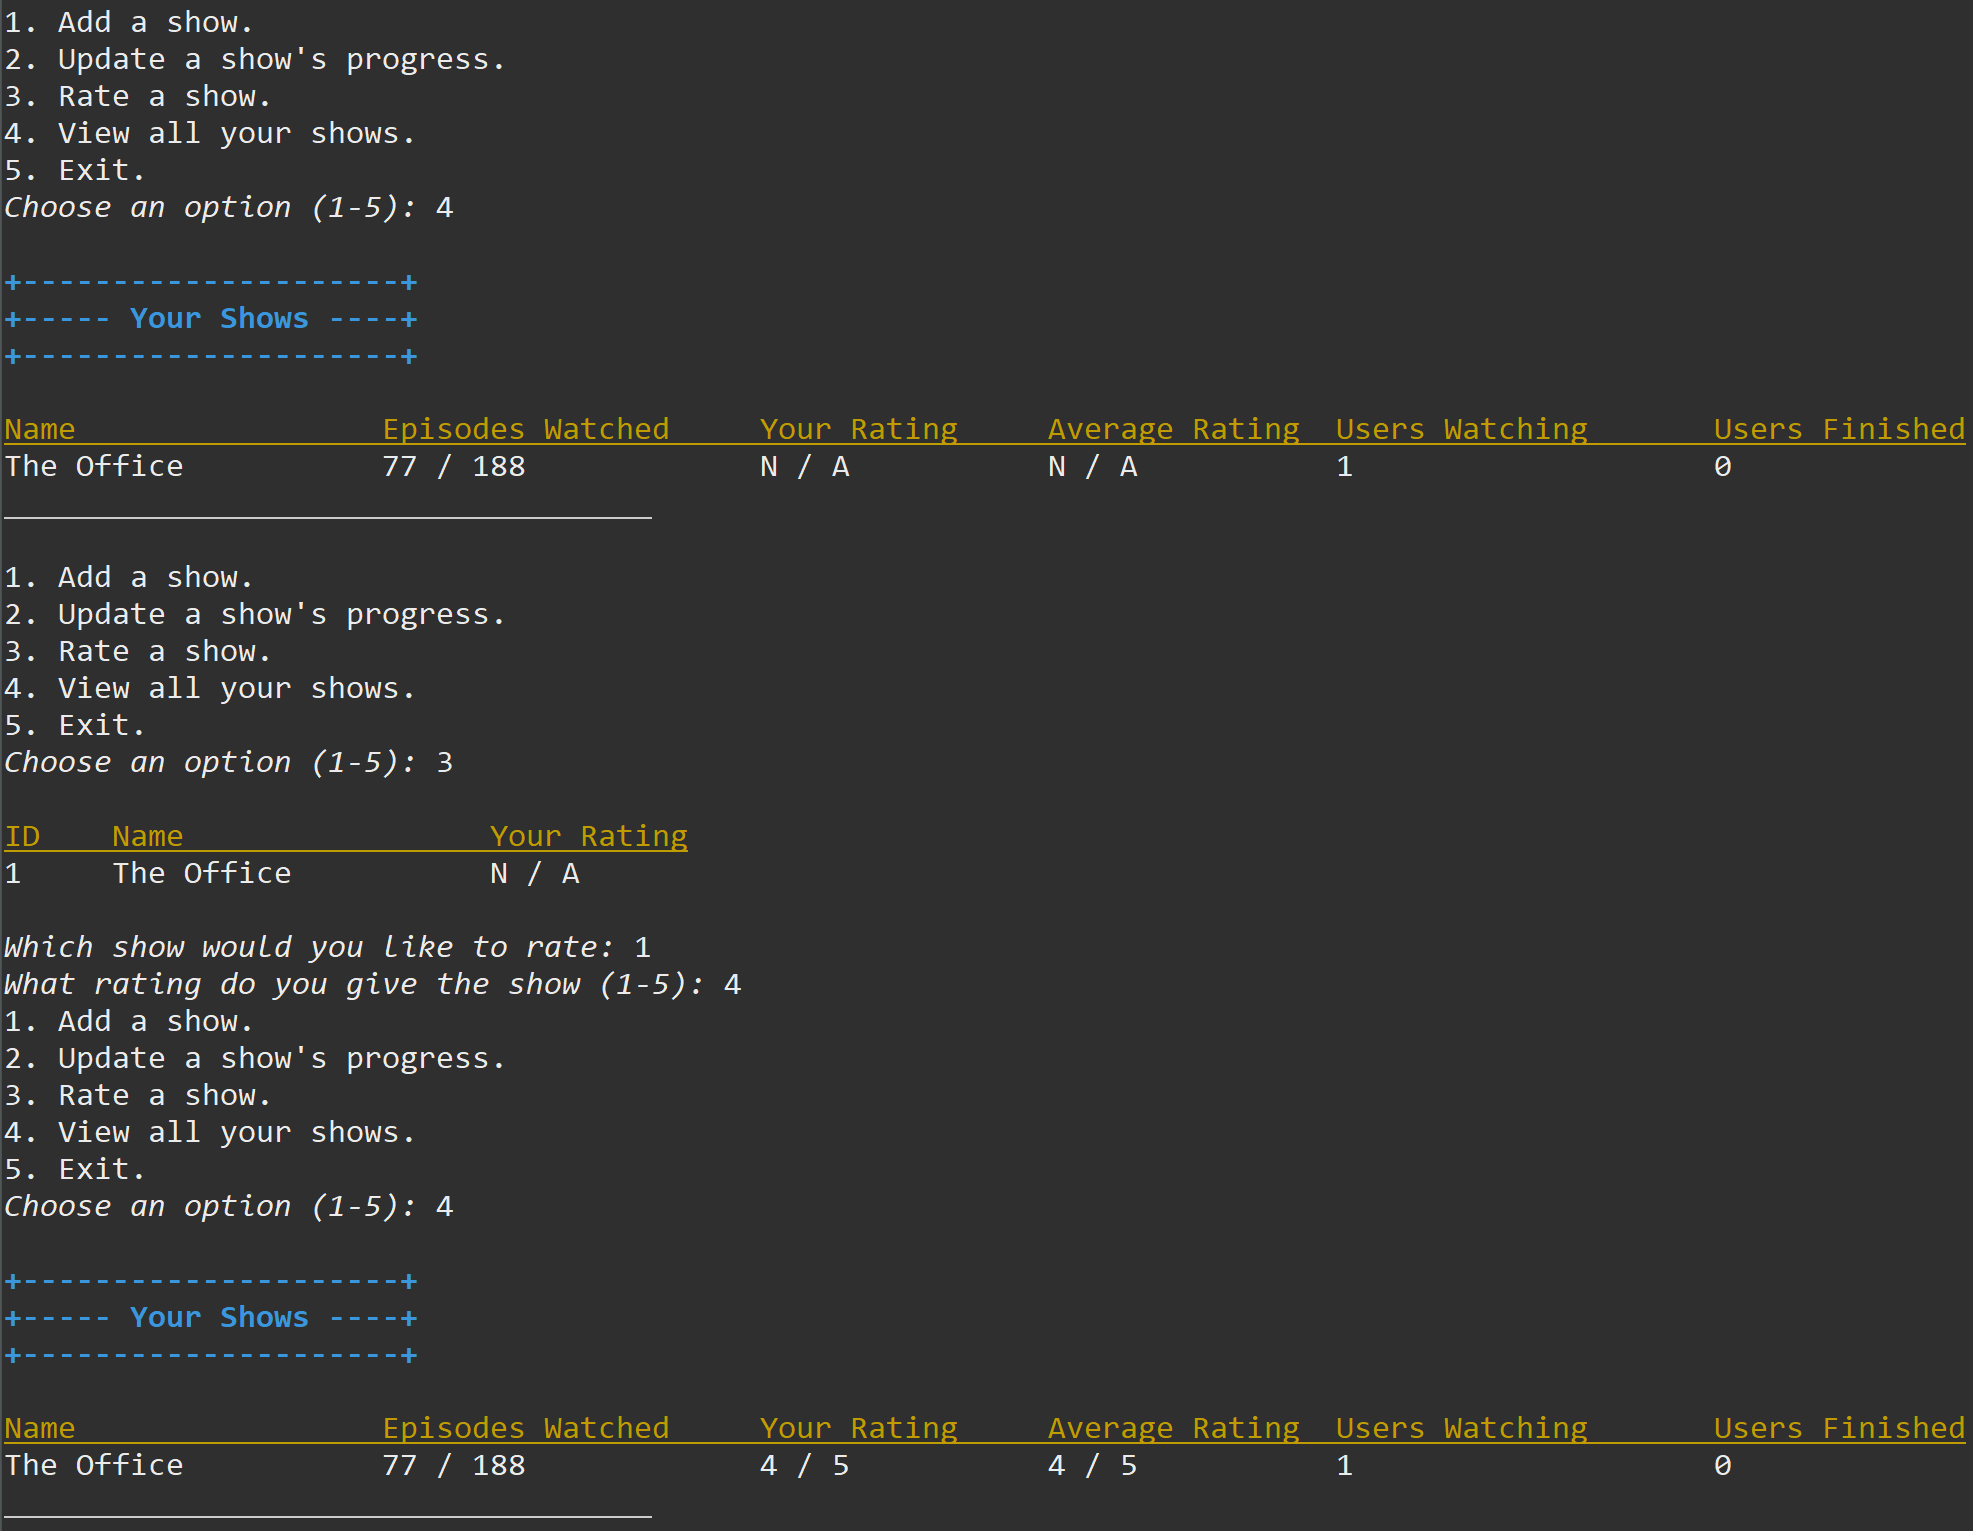 1. Add a show.
2. Update a show's progress.
3. Rate a show.
4. View all your shows.
5. Exit.
Choose an option (1-5): 4
+---------------------+
+----- Your Shows ----+
+---------------------+
Name Episodes Watched Your Rating Average Rating Users Watching Users Finished
The Office 77 / 188 N / A N / A 1 0
____________________________________
1. Add a show.
2. Update a show's progress.
3. Rate a show.
4. View all your shows.
5. Exit.
Choose an option (1-5): 3
ID Name Your Rating
1 The Office N / A
Which show would you like to rate: 1
What rating do you give the show (1-5): 4
1. Add a show.
2. Update a show's progress.
3. Rate a show.
4. View all your shows.
5. Exit.
Choose an option (1-5): 4
+---------------------+
+----- Your Shows ----+
+---------------------+
Name Episodes Watched Your Rating Average Rating Users Watching Users Finished
The Office 77 / 188 4 / 5 4 / 5 1 0
____________________________________